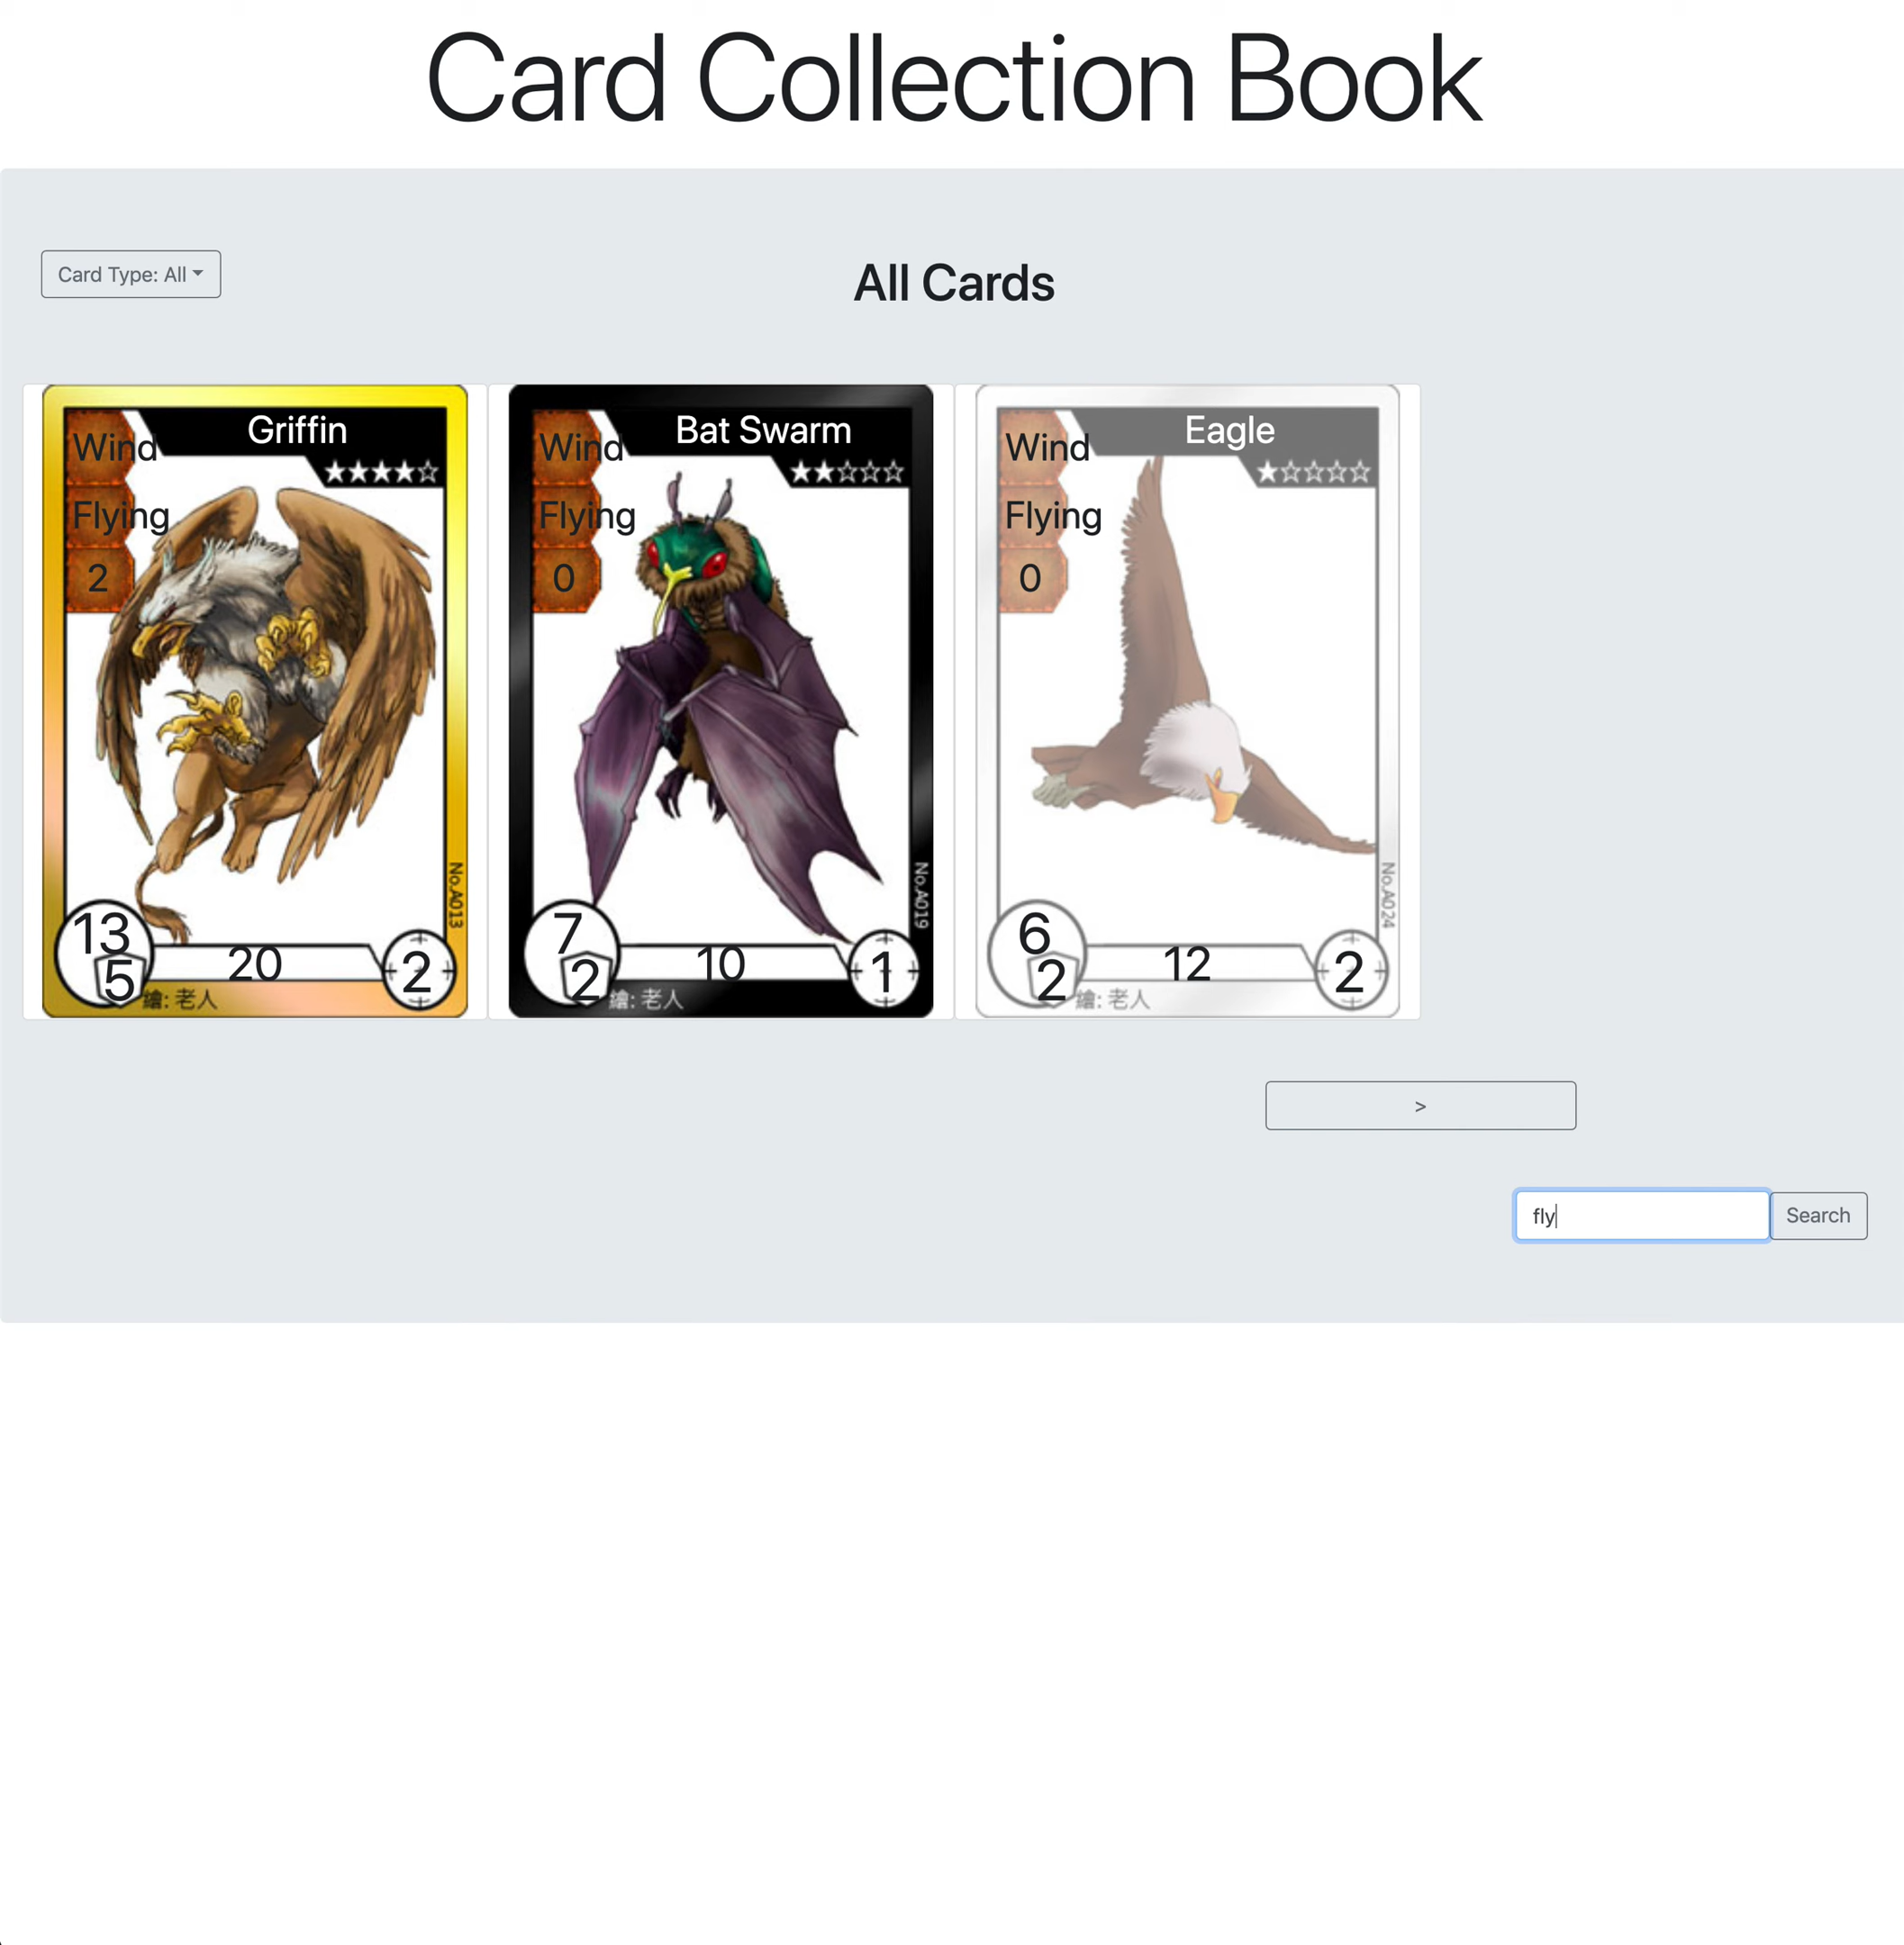 Card Collection Book
Card Type: All
All Cards
Griffin
Wind
Flying
2
No.A013
13
5
20
2
繪: 老人
Bat Swarm
Wind
Flying
0
No.A019
7
2
10
1
繪: 老人
Eagle
Wind
Flying
0
No.A024
6
2
12
2
繪: 老人
>
fly
Search